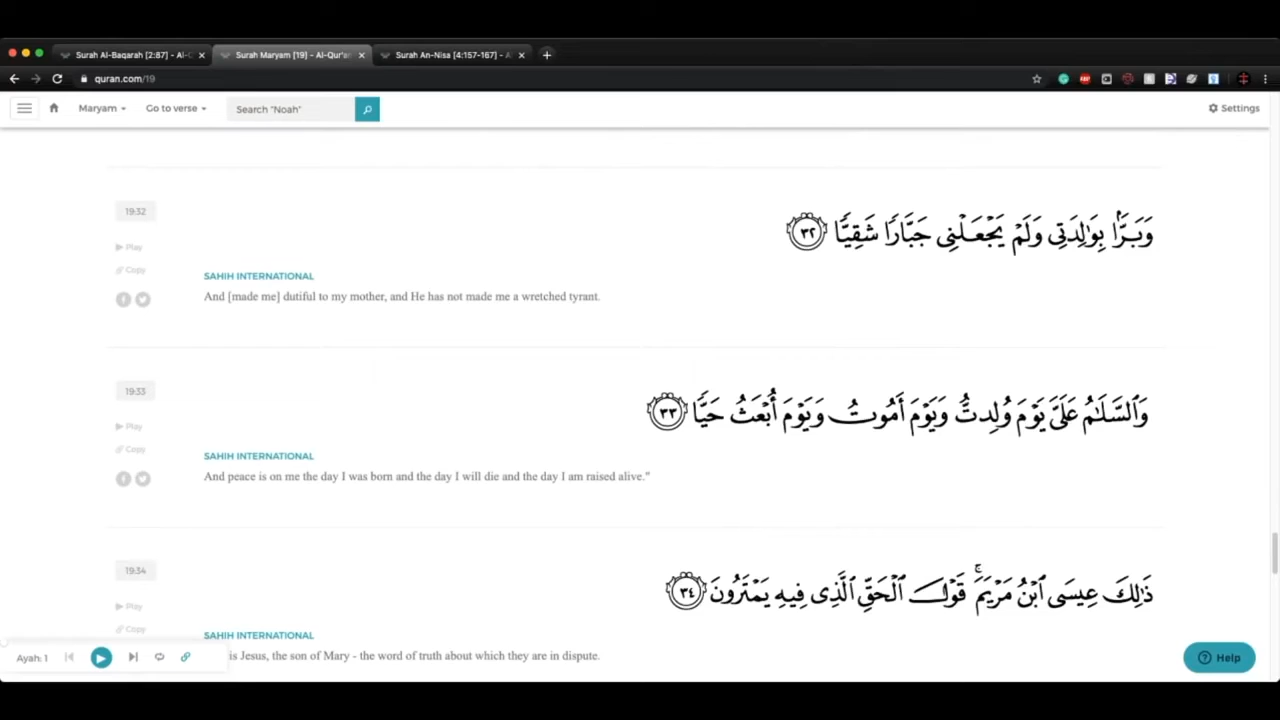 Surah Al-Baqarah [2:87] - Al-Q
Surah Maryam [19] - Al-Qur'an
Surah An-Nisa [4:157-167] - A
quran.com/19
Maryam
Go to verse
Search "Noah"
Settings
19:32
وَبَرًّۢا بِوَٰلِدَتِى وَلَمْ يَجْعَلْنِى جَبَّارًا شَقِيًّا ٣٢
Play
Copy
SAHIH INTERNATIONAL
And [made me] dutiful to my mother, and He has not made me a wretched tyrant.
19:33
وَٱلسَّلَٰمُ عَلَىَّ يَوْمَ وُلِدتُّ وَيَوْمَ أَمُوتُ وَيَوْمَ أُبْعَثُ حَيًّا ٣٣
Play
Copy
SAHIH INTERNATIONAL
And peace is on me the day I was born and the day I will die and the day I am raised alive."
19:34
ذَٰلِكَ عِيسَى ٱبْنُ مَرْيَمَ ۚ قَوْلَ ٱلْحَقِّ ٱلَّذِى فِيهِ يَمْتَرُونَ ٣٤
Play
Copy
SAHIH INTERNATIONAL
is Jesus, the son of Mary - the word of truth about which they are in dispute.
Ayah: 1
Help